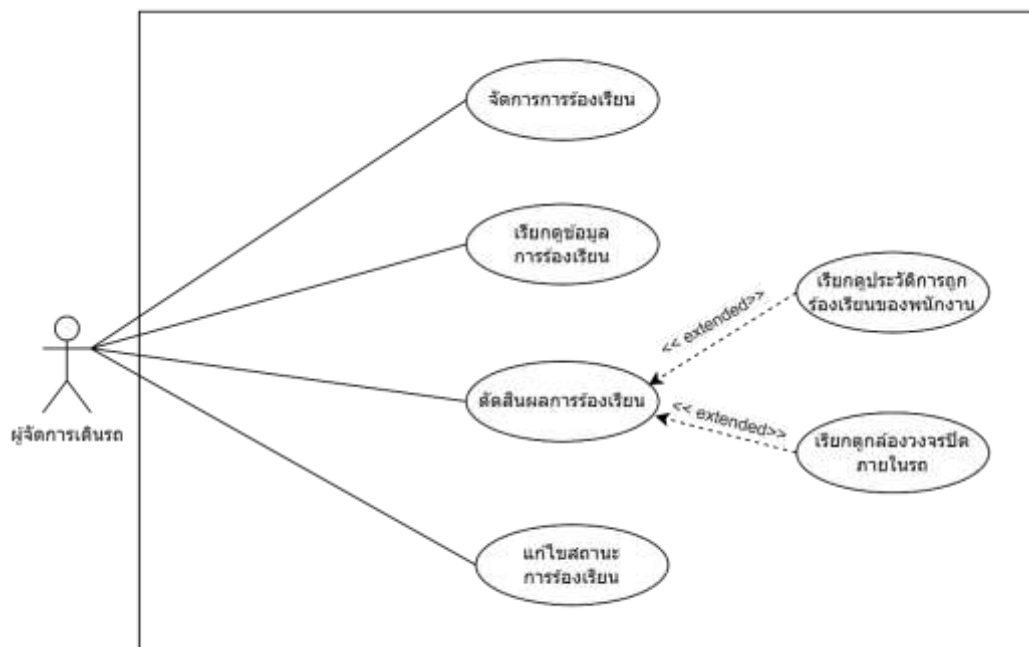 จัดการการร้องเรียน
เรียกดูข้อมูล
การร้องเรียน
เรียกดูประวัติการถูก
ร้องเรียนของพนักงาน
<< extended>>
ตัดสินผลการร้องเรียน
<< extended>>
เรียกดูกล้องวงจรปิด
ภายในรถ
ผู้จัดการเดินรถ
แก้ไขสถานะ
การร้องเรียน